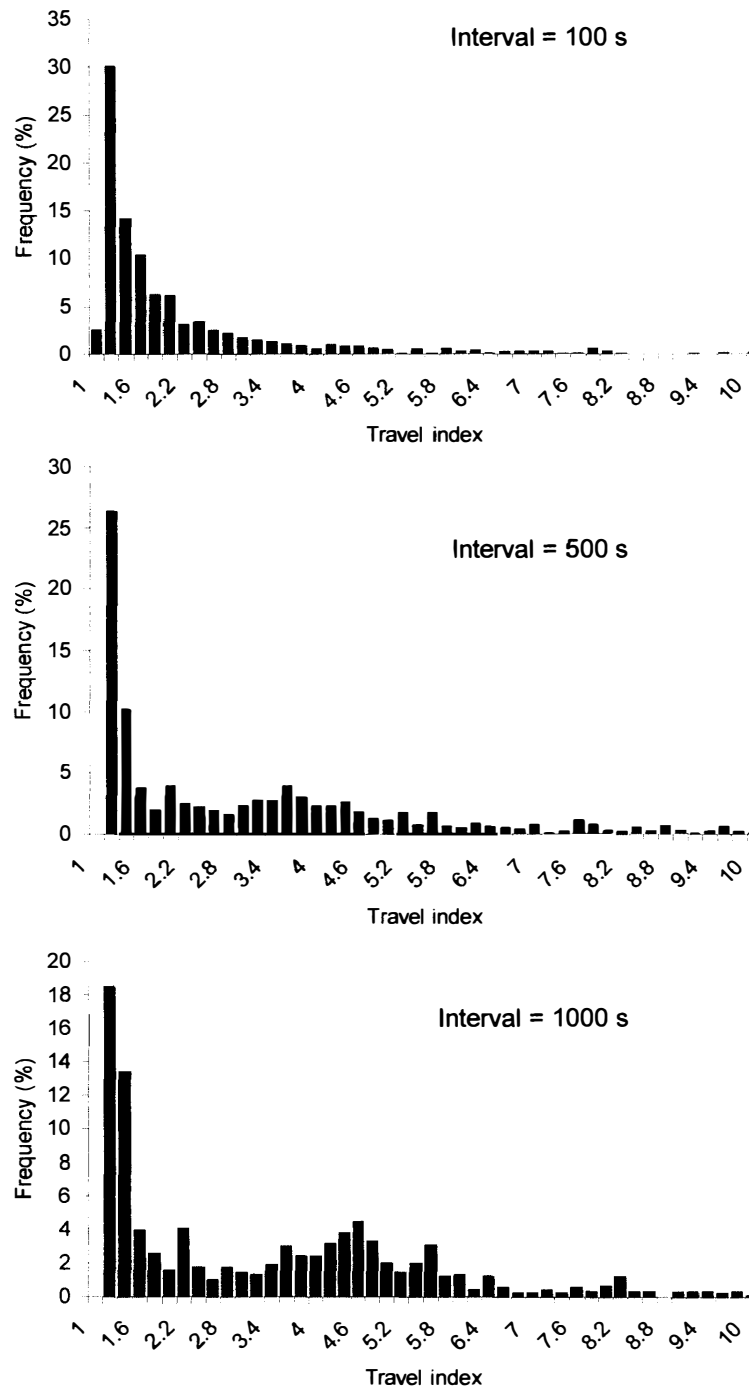 Interval = 100 s
Frequency (%)
35
30
25
20
15
10
5
0
1 1.6 2.2 2.8 3.4 4 4.6 5.2 5.8 6.4 7 7.6 8.2 8.8 9.4 10
Travel index
Interval = 500 s
Frequency (%)
30
25
20
15
10
5
0
1 1.6 2.2 2.8 3.4 4 4.6 5.2 5.8 6.4 7 7.6 8.2 8.8 9.4 10
Travel index
Interval = 1000 s
Frequency (%)
20
18
16
14
12
10
8
6
4
2
0
1 1.6 2.2 2.8 3.4 4 4.6 5.2 5.8 6.4 7 7.6 8.2 8.8 9.4 10
Travel index